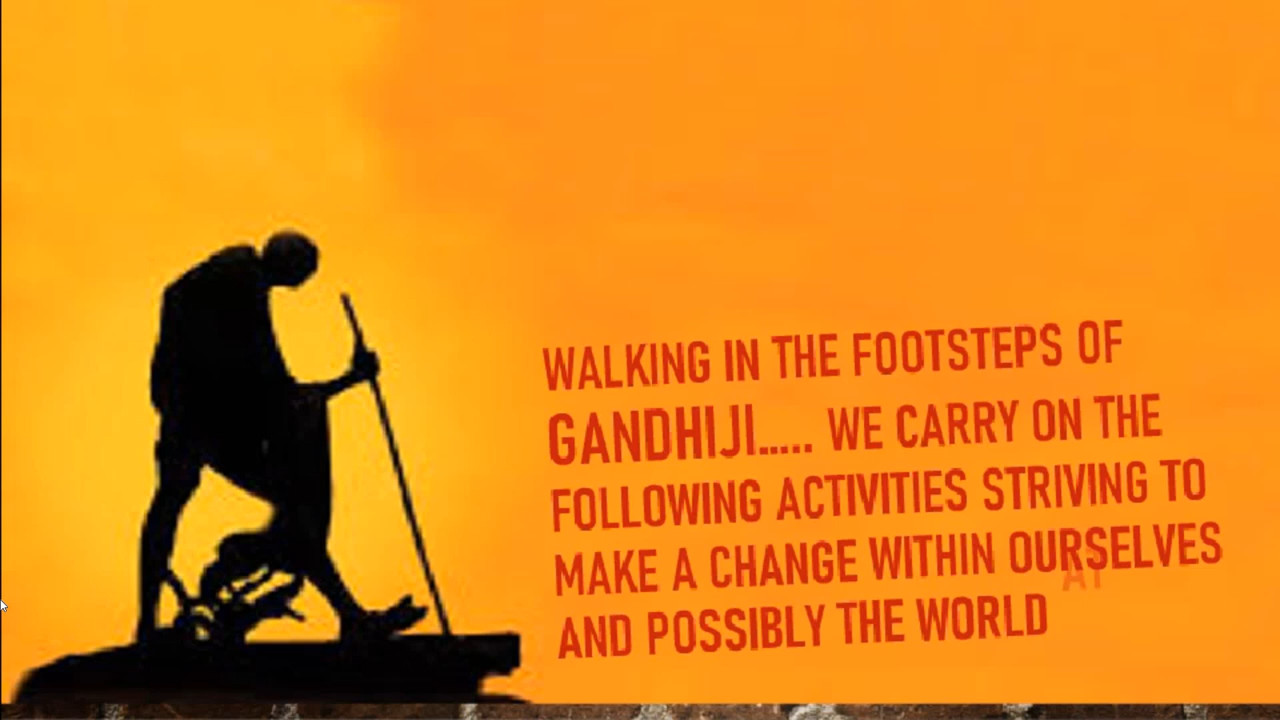 WALKING IN THE FOOTSTEPS OF
GANDHIJI..... WE CARRY ON THE
FOLLOWING ACTIVITIES STRIVING TO
MAKE A CHANGE WITHIN OURSELVES
AT
AND POSSIBLY THE WORLD